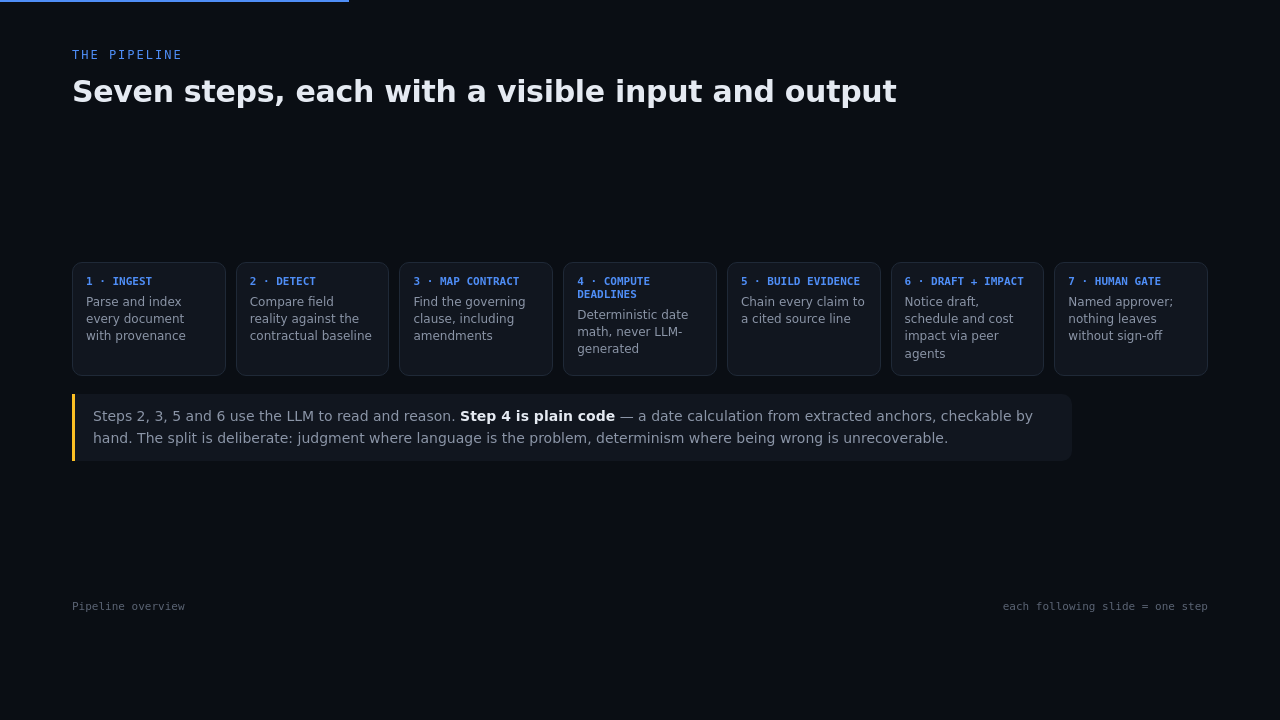 THE PIPELINE
Seven steps, each with a visible input and output
1 · INGEST
Parse and index
every document
with provenance
2 · DETECT
Compare field
reality against the
contractual baseline
3 · MAP CONTRACT
Find the governing
clause, including
amendments
4 · COMPUTE
DEADLINES
Deterministic date
math, never LLM-
generated
5 · BUILD EVIDENCE
Chain every claim to
a cited source line
6 · DRAFT + IMPACT
Notice draft,
schedule and cost
impact via peer
agents
7 · HUMAN GATE
Named approver;
nothing leaves
without sign-off
Steps 2, 3, 5 and 6 use the LLM to read and reason. Step 4 is plain code — a date calculation from extracted anchors, checkable by
hand. The split is deliberate: judgment where language is the problem, determinism where being wrong is unrecoverable.
Pipeline overview
each following slide = one step